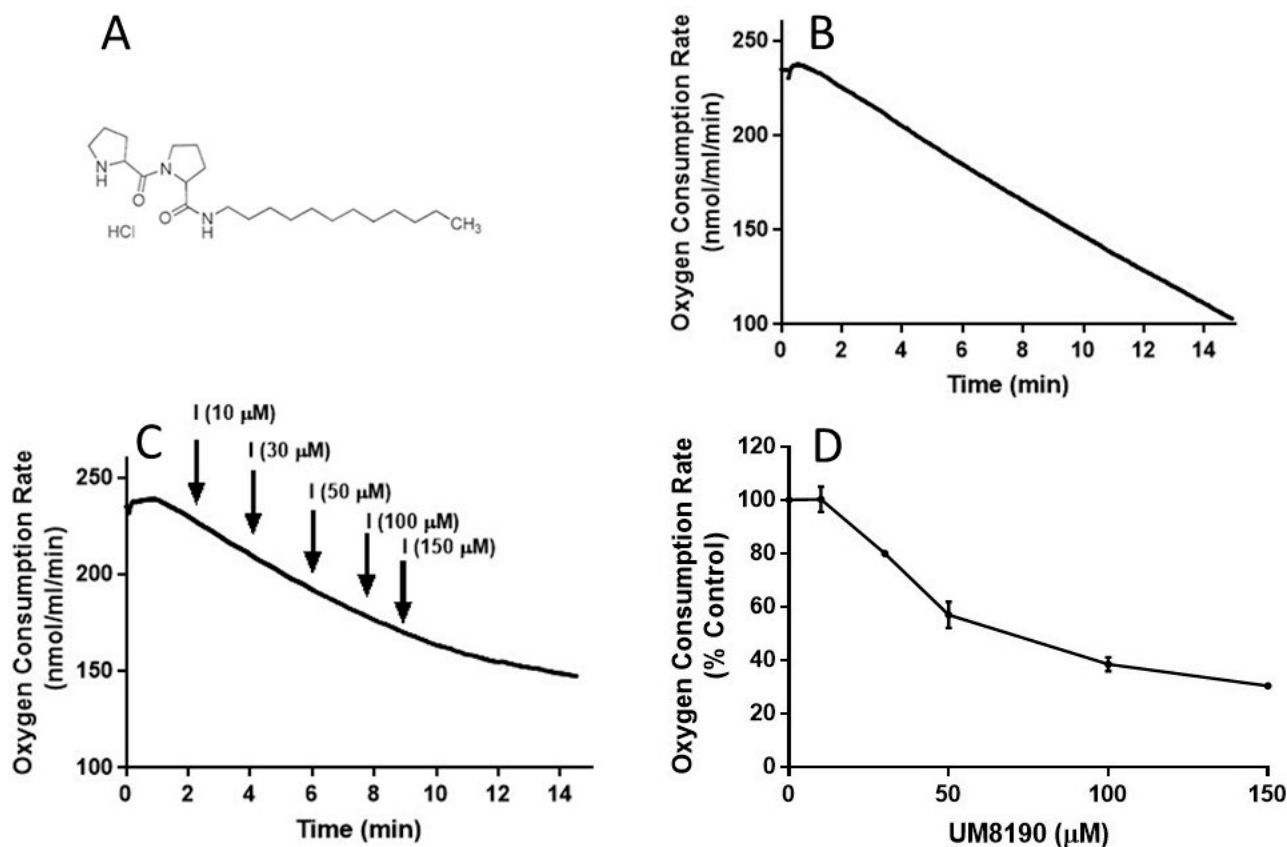 A
N
H
O
N
O
N
H
CH3
HCl
B
Oxygen Consumption Rate
(nmol/ml/min)
250
200
150
100
0 2 4 6 8 10 12 14
Time (min)
C
I (10 μM)
I (30 μM)
I (50 μM)
I (100 μM)
I (150 μM)
Oxygen Consumption Rate
(nmol/ml/min)
250
200
150
100
0 2 4 6 8 10 12 14
Time (min)
D
Oxygen Consumption Rate
(% Control)
120
100
80
60
40
20
0
0 50 100 150
UM8190 (μM)